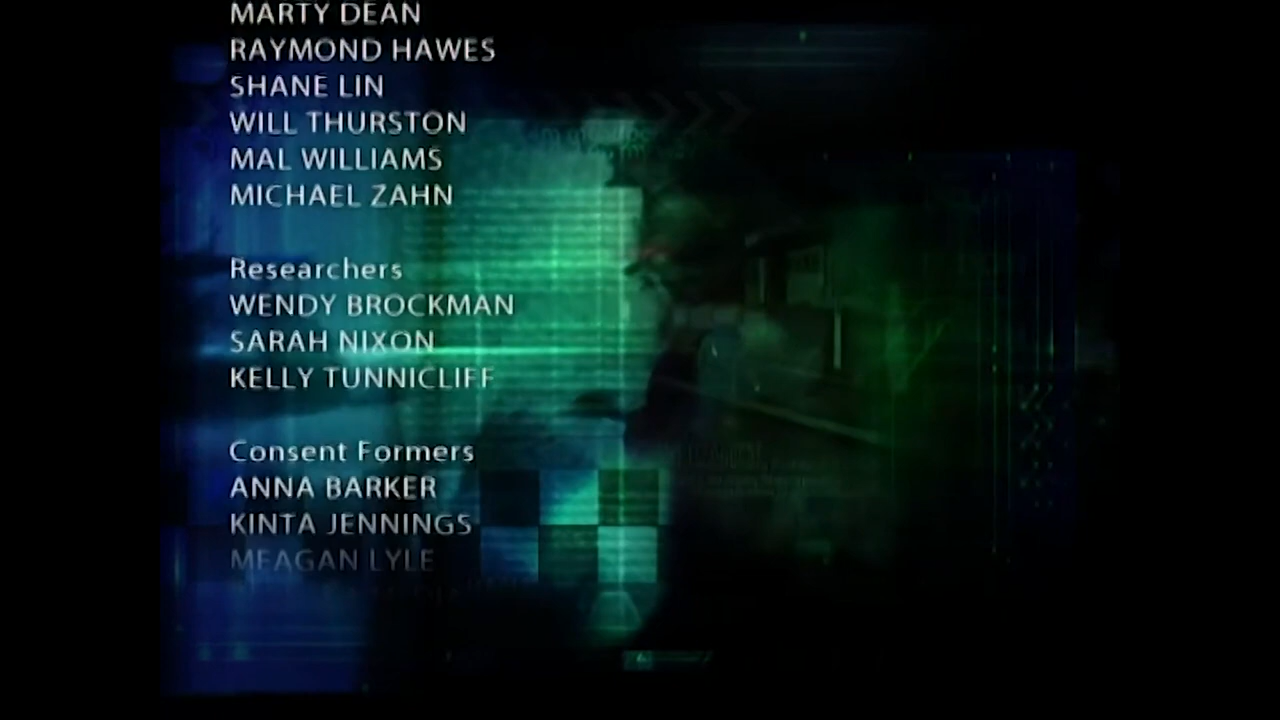 MARTY DEAN
RAYMOND HAWES
SHANE LIN
WILL THURSTON
MAL WILLIAMS
MICHAEL ZAHN
Researchers
WENDY BROCKMAN
SARAH NIXON
KELLY TUNNICLIFF
Consent Formers
ANNA BARKER
KINTA JENNINGS
MEAGAN LYLE